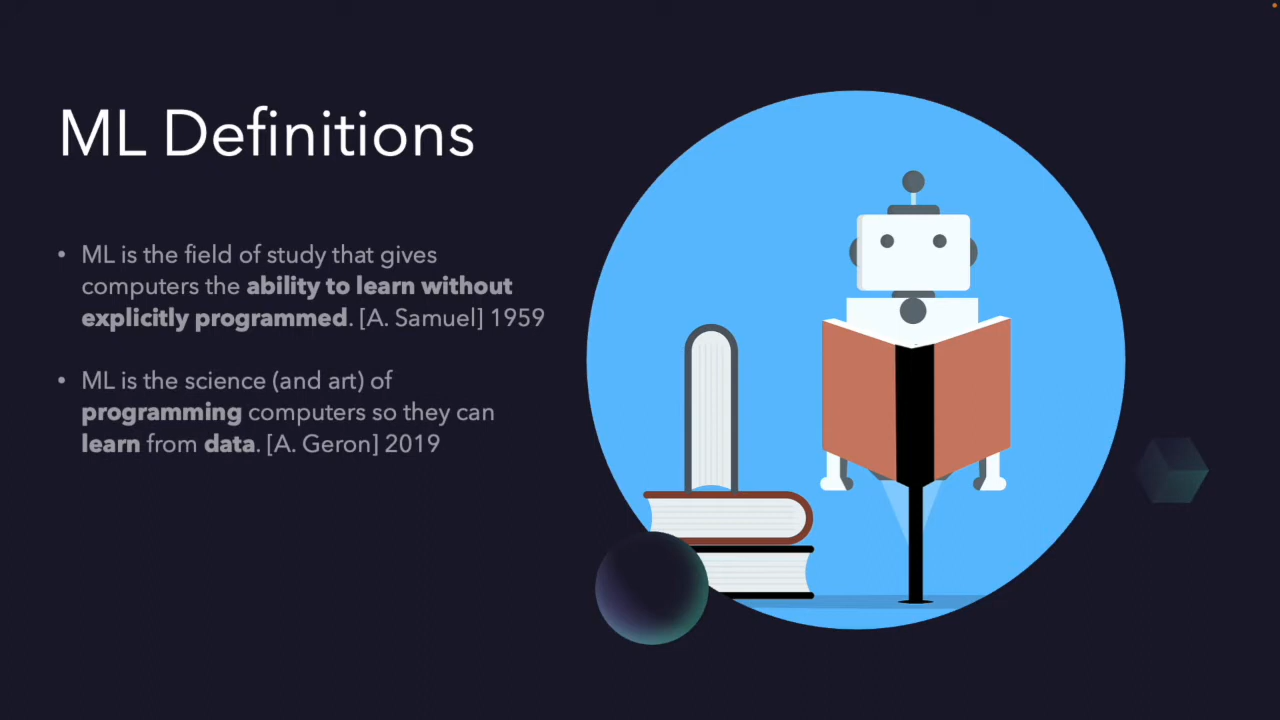 ML Definitions
• ML is the field of study that gives
computers the ability to learn without
explicitly programmed. [A. Samuel] 1959
• ML is the science (and art) of
programming computers so they can
learn from data. [A. Geron] 2019